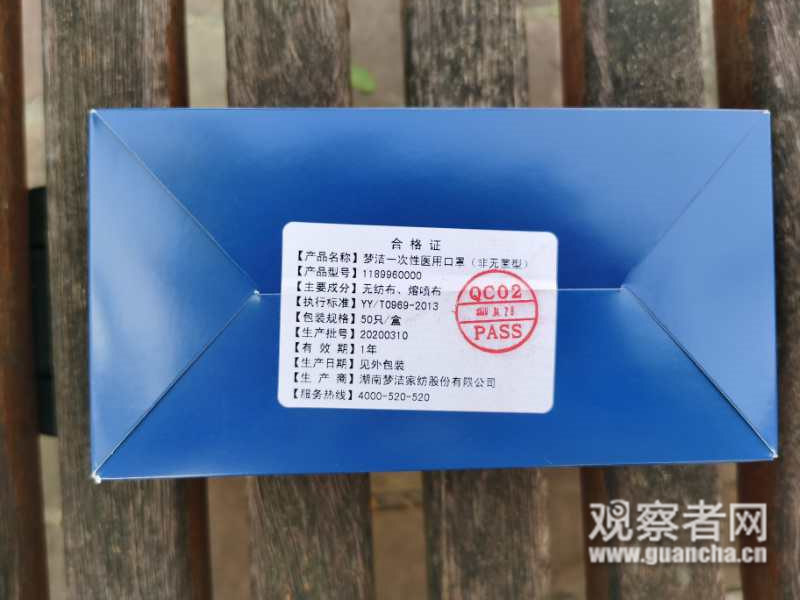 合格证
【产品名称】梦洁一次性医用口罩（非无菌型）
【产品型号】1189960000
【主要成分】无纺布、熔喷布
【执行标准】YY/T0969-2013
【包装规格】50只/盒
【生产批号】20200310
【有 效 期】1年
【生产日期】见外包装
【生 产 商】湖南梦洁家纺股份有限公司
【服务热线】4000-520-520
QC02
PASS
观察者网
www.guancha.cn